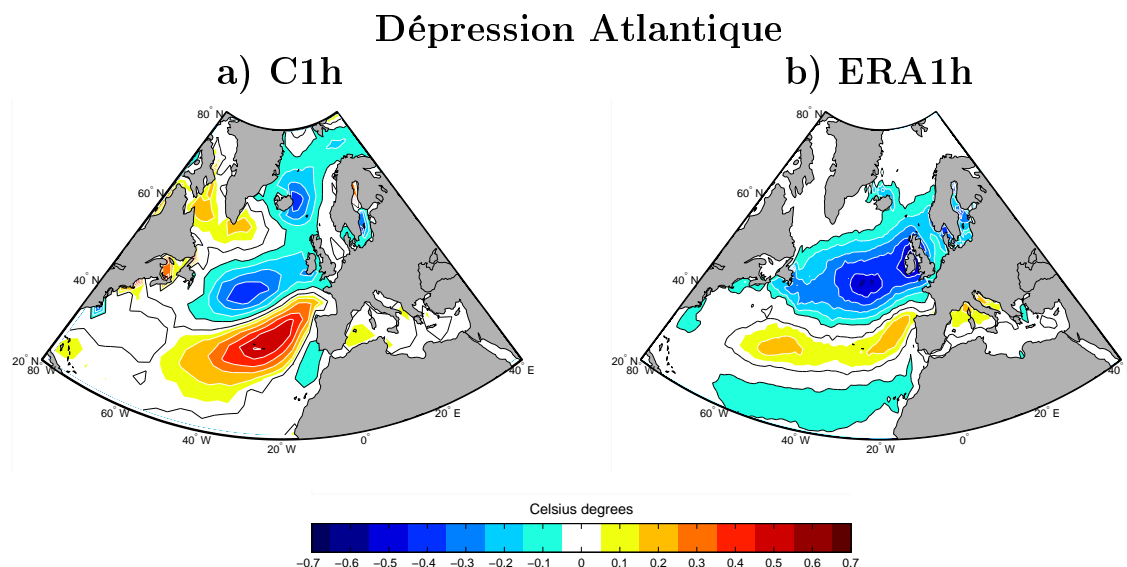 Dépression Atlantique
a) C1h
b) ERA1h
80° N
60° N
40° N
20° N
80° W
60° W
40° W
20° W
0°
20° E
40° E
80° N
60° N
40° N
20° N
80° W
60° W
40° W
20° W
0°
20° E
40°
Celsius degrees
−0.7 −0.6 −0.5 −0.4 −0.3 −0.2 −0.1 0 0.1 0.2 0.3 0.4 0.5 0.6 0.7